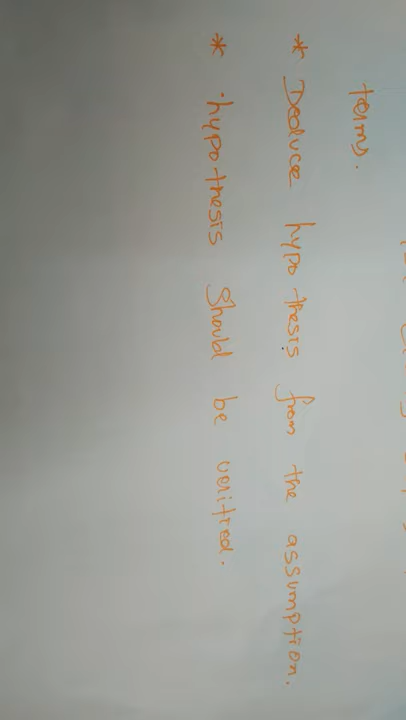 terms.
* Deduce hypothesis from the assumption.
* hypothesis should be verified.